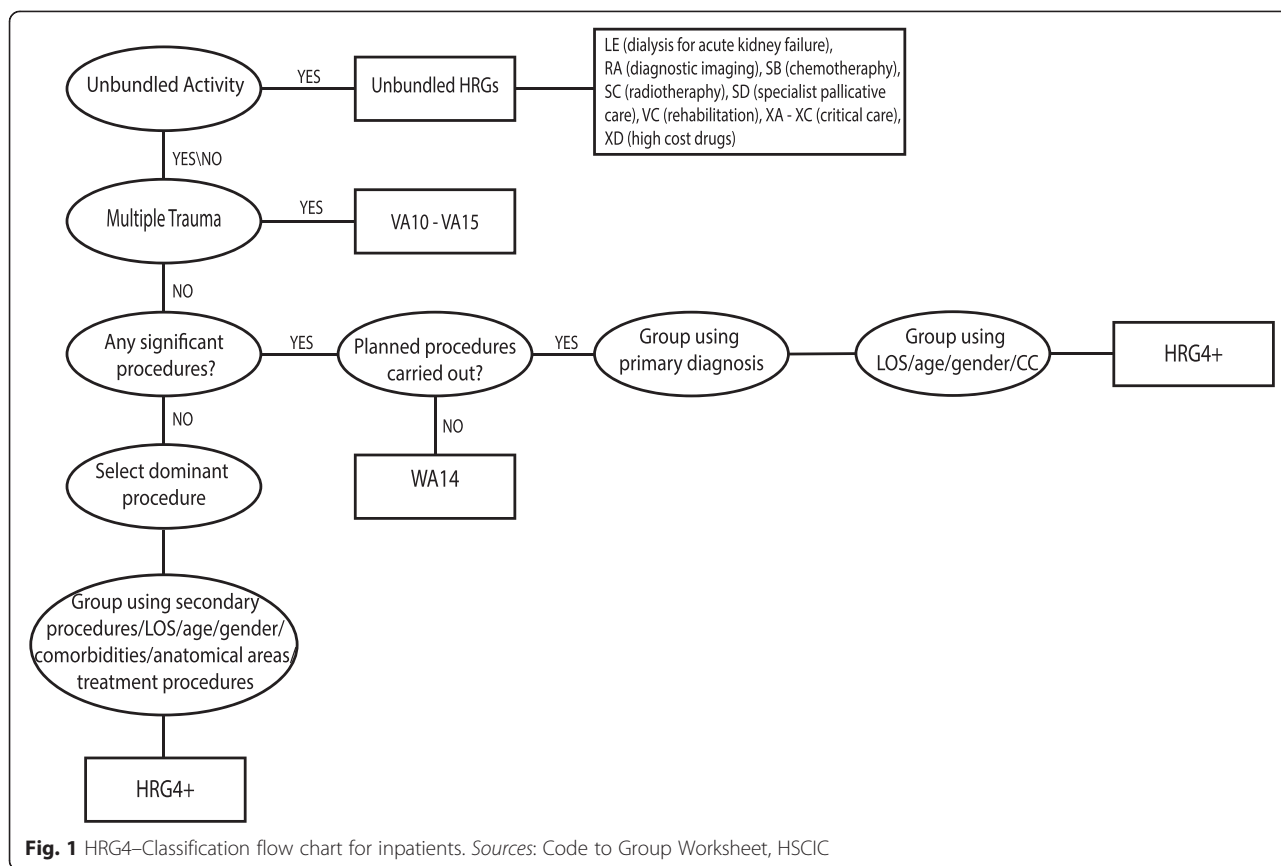 Unbundled Activity
YES
Unbundled HRGs
LE (dialysis for acute kidney failure),
RA (diagnostic imaging), SB (chemotheraphy),
SC (radiotheraphy), SD (specialist pallicative
care), VC (rehabilitation), XA - XC (critical care),
XD (high cost drugs)
YES\NO
Multiple Trauma
YES
VA10 - VA15
NO
Any significant
procedures?
YES
Planned procedures
carried out?
YES
Group using
primary diagnosis
Group using
LOS/age/gender/CC
HRG4+
NO
NO
Select dominant
procedure
WA14
Group using secondary
procedures/LOS/age/gender/
comorbidities/anatomical areas/
treatment procedures
HRG4+
Fig. 1 HRG4–Classification flow chart for inpatients. Sources: Code to Group Worksheet, HSCIC